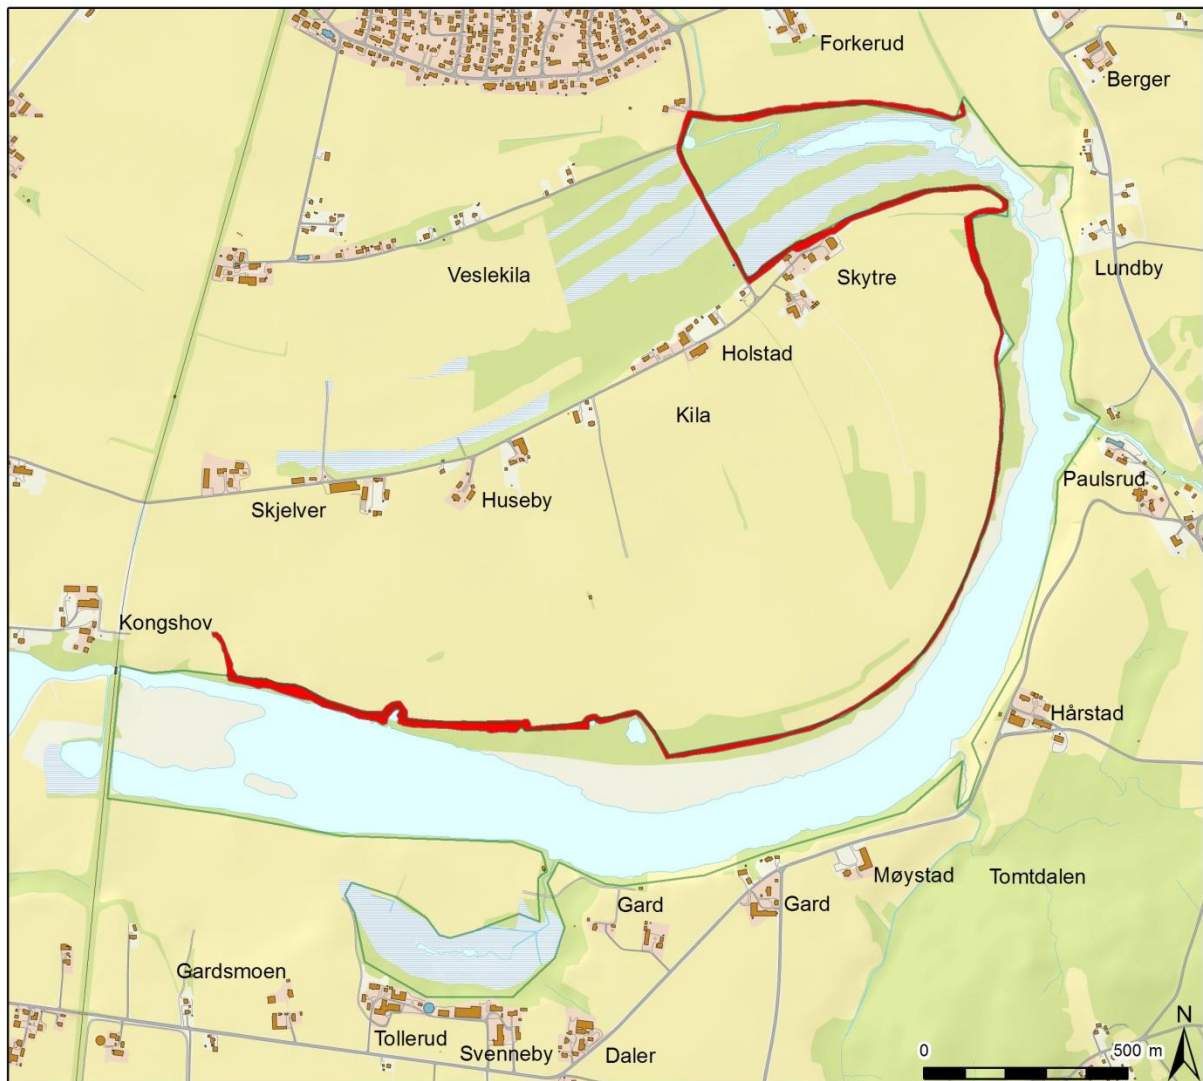 Forkerud
Berger
Veslekila
Skytre
Lundby
Holstad
Kila
Paulsrud
Skjelver
Huseby
Kongshov
Hårstad
Møystad
Tomtdalen
Gard
Gard
Gardsmoen
Tollerud
Svenneby
Daler
N
0
500 m